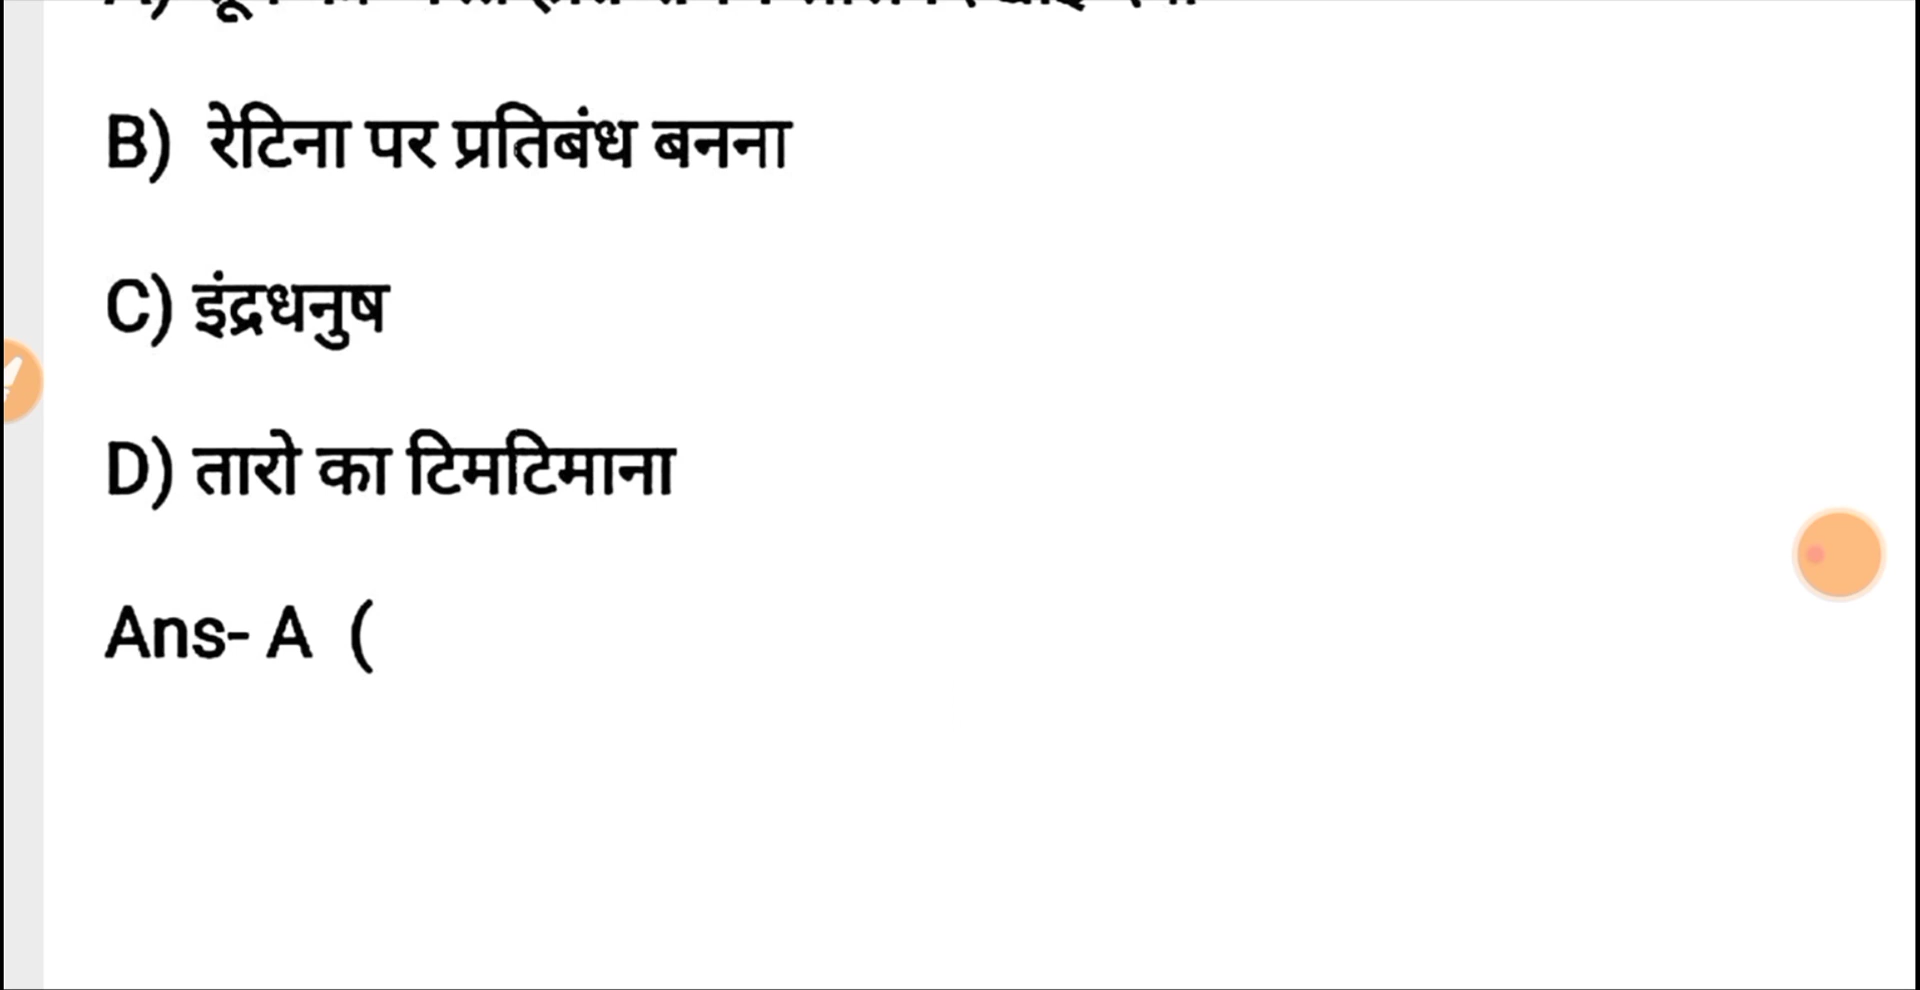 B) रेटिना पर प्रतिबंध बनना
C) इंद्रधनुष
D) तारो का टिमटिमाना
Ans- A (